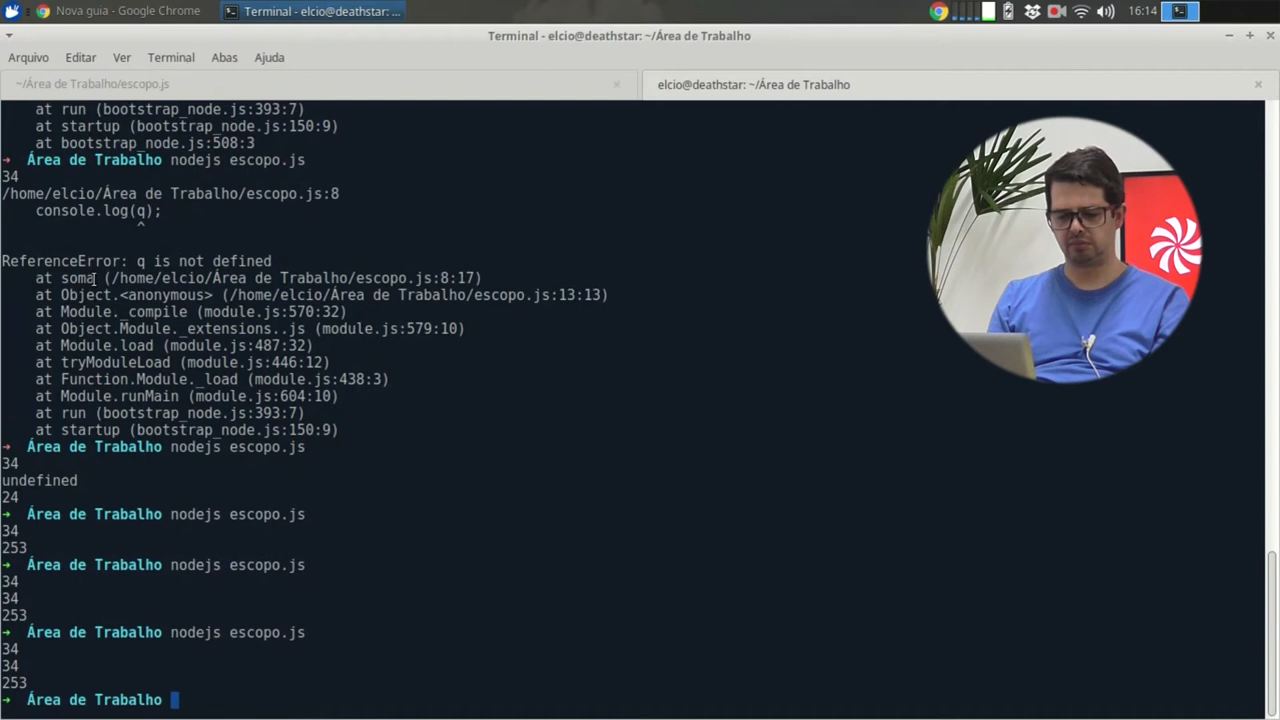 Nova guia - Google Chrome
Terminal - elcio@deathstar: ...
16:14
Terminal - elcio@deathstar: ~/Área de Trabalho
Arquivo Editar Ver Terminal Abas Ajuda
~/Área de Trabalho/escopo.js
elcio@deathstar: ~/Área de Trabalho
at run (bootstrap_node.js:393:7)
at startup (bootstrap_node.js:150:9)
at bootstrap_node.js:508:3
➜ Área de Trabalho nodejs escopo.js
34
/home/elcio/Área de Trabalho/escopo.js:8
console.log(q);
^
ReferenceError: q is not defined
at soma (/home/elcio/Área de Trabalho/escopo.js:8:17)
at Object.<anonymous> (/home/elcio/Área de Trabalho/escopo.js:13:13)
at Module._compile (module.js:570:32)
at Object.Module._extensions..js (module.js:579:10)
at Module.load (module.js:487:32)
at tryModuleLoad (module.js:446:12)
at Function.Module._load (module.js:438:3)
at Module.runMain (module.js:604:10)
at run (bootstrap_node.js:393:7)
at startup (bootstrap_node.js:150:9)
➜ Área de Trabalho nodejs escopo.js
34
undefined
24
➜ Área de Trabalho nodejs escopo.js
34
253
➜ Área de Trabalho nodejs escopo.js
34
34
253
➜ Área de Trabalho nodejs escopo.js
34
34
253
➜ Área de Trabalho